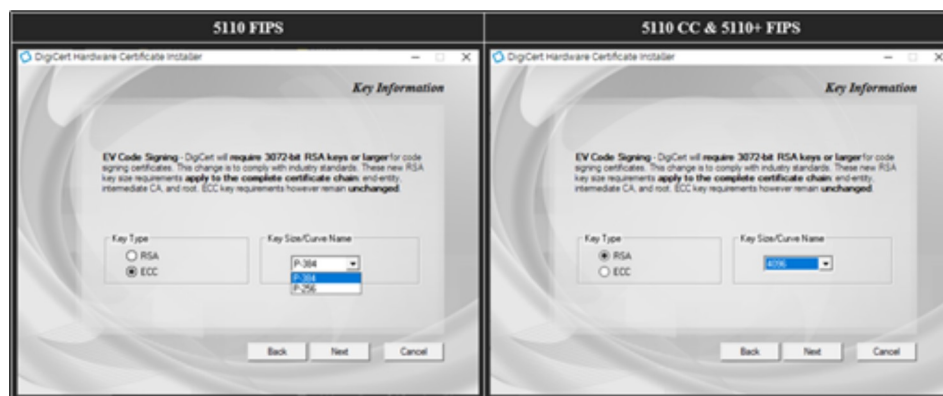 5110 FIPS
DigiCert Hardware Certificate Installer
Key Information
EV Code Signing - DigiCert will require 3072-bit RSA keys or larger for code
signing certificates. This change is to comply with industry standards. These new RSA
key size requirements apply to the complete certificate chain: end-entity,
intermediate CA, and root. ECC key requirements however remain unchanged.
Key Type
RSA
ECC
Key Size/Curve Name
P-384
P-384
P-256
Back Next Cancel
5110 CC & 5110+ FIPS
DigiCert Hardware Certificate Installer
Key Information
EV Code Signing - DigiCert will require 3072-bit RSA keys or larger for code
signing certificates. This change is to comply with industry standards. These new RSA
key size requirements apply to the complete certificate chain: end-entity,
intermediate CA, and root. ECC key requirements however remain unchanged.
Key Type
RSA
ECC
Key Size/Curve Name
4096
Back Next Cancel